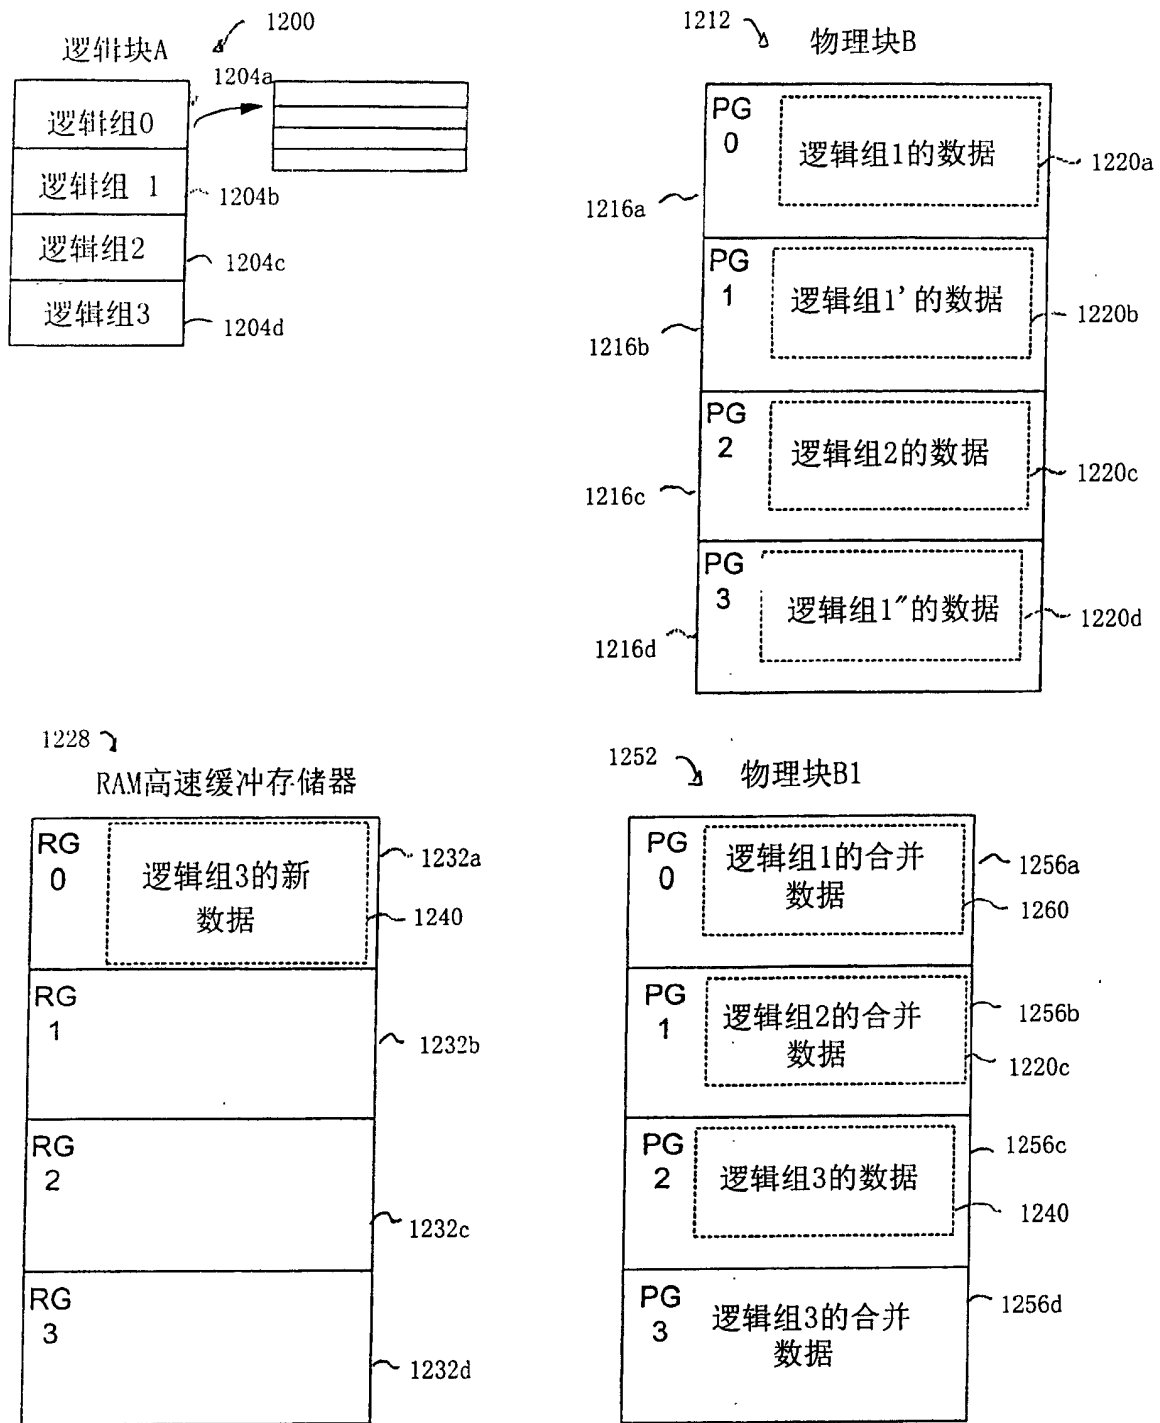 逻辑块A
1200
1204a
逻辑组0
逻辑组 1
1204b
逻辑组2
1204c
逻辑组3
1204d
1212
物理块B
PG
0
逻辑组1的数据
1220a
1216a
PG
1
逻辑组1'的数据
1220b
1216b
PG
2
逻辑组2的数据
1220c
1216c
PG
3
逻辑组1"的数据
1220d
1216d
1228
RAM高速缓冲存储器
RG
0
逻辑组3的新
数据
1232a
1240
RG
1
1232b
RG
2
1232c
RG
3
1232d
1252
物理块B1
PG
0
逻辑组1的合并
数据
1256a
1260
PG
1
逻辑组2的合并
数据
1256b
1220c
PG
2
逻辑组3的数据
1256c
1240
PG
3
逻辑组3的合并
数据
1256d